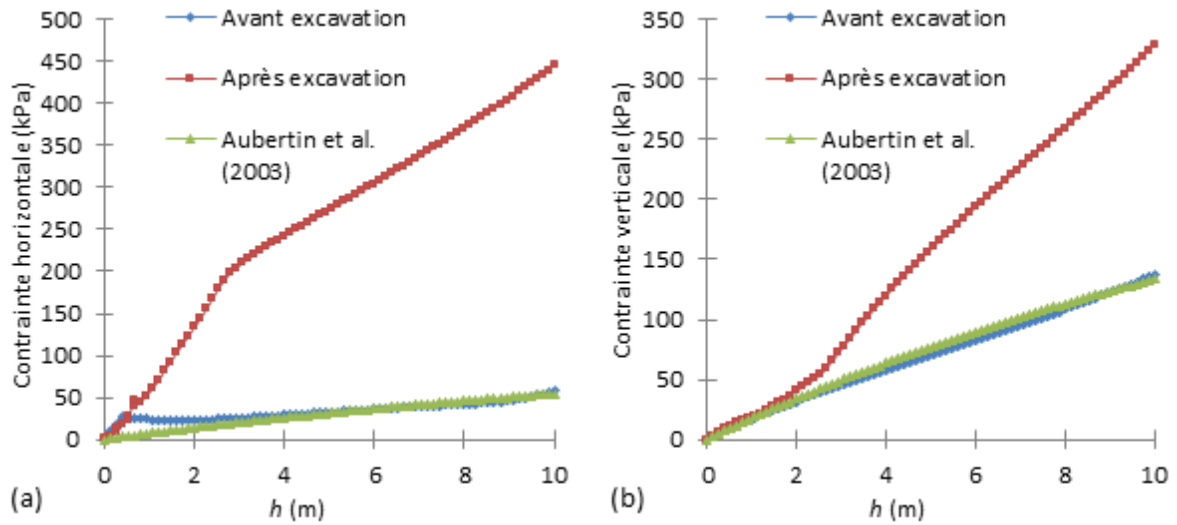 500
450
400
350
300
250
200
150
100
50
0
Contrainte horizontale (kPa)
Avant excavation
Après excavation
Aubertin et al.
(2003)
0 2 4 6 8 10
h (m)
(a)
350
300
250
200
150
100
50
0
Contrainte verticale (kPa)
Avant excavation
Après excavation
Aubertin et al.
(2003)
0 2 4 6 8 10
h (m)
(b)